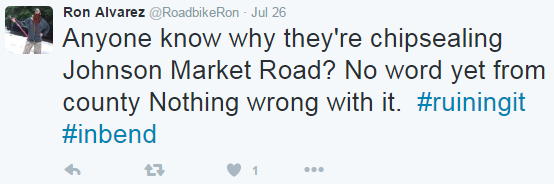 Ron Alvarez @RoadbikeRon · Jul 26
Anyone know why they're chipsealing
Johnson Market Road? No word yet from
county Nothing wrong with it. #ruiningit
#inbend
1